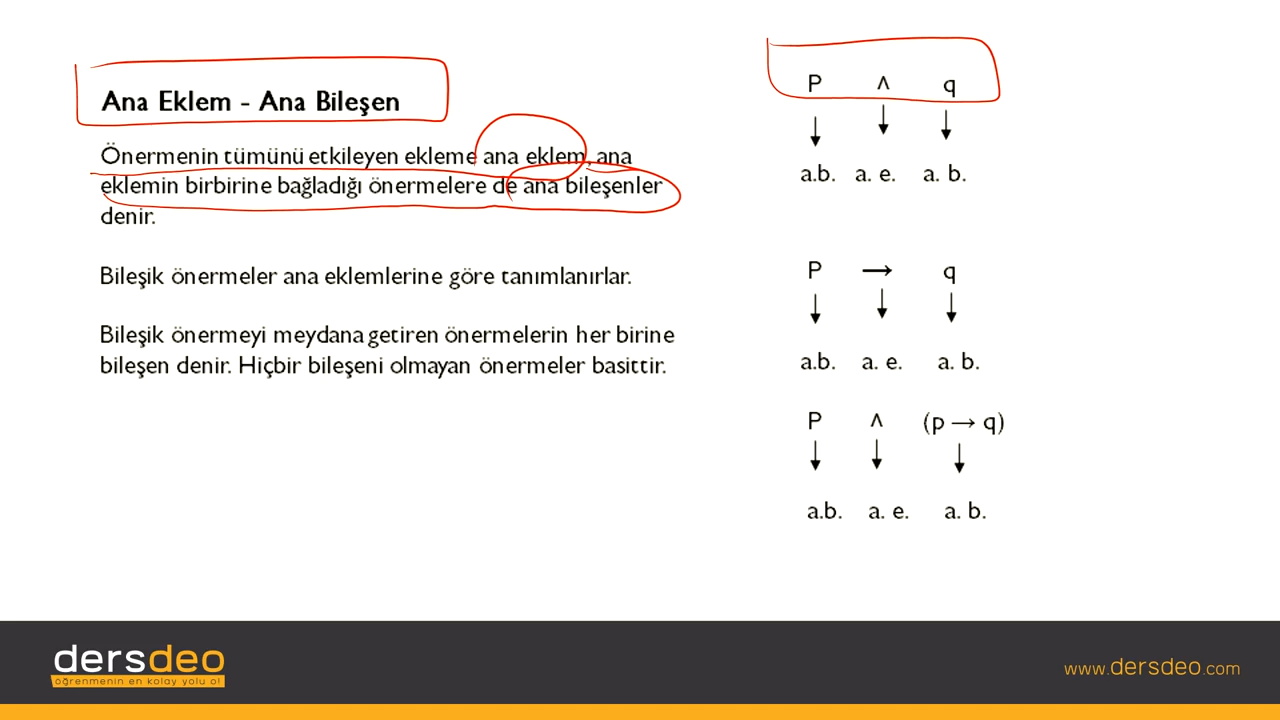 Ana Eklem - Ana Bileşen
Önermenin tümünü etkileyen ekleme ana eklem, ana
eklemin birbirine bağladığı önermelere de ana bileşenler
denir.
Bileşik önermeler ana eklemlerine göre tanımlanırlar.
Bileşik önermeyi meydana getiren önermelerin her birine
bileşen denir. Hiçbir bileşeni olmayan önermeler basittir.
P ∧ q
a.b. a. e. a. b.
P → q
a.b. a. e. a. b.
P ∧ (p → q)
a.b. a. e. a. b.
dersdeo
öğrenmenin en kolay yolu o!
www.dersdeo.com